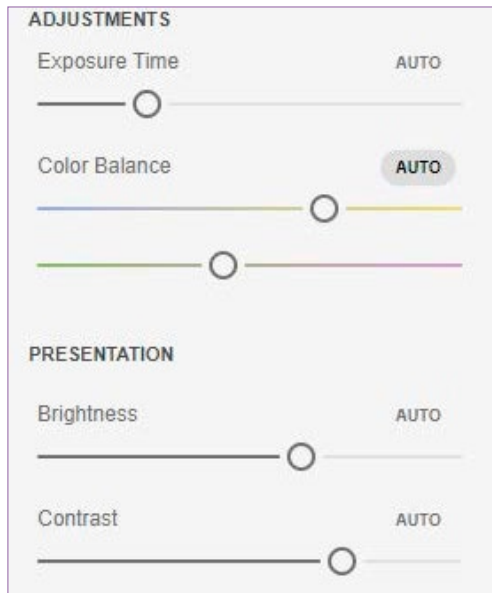 ADJUSTMENTS
Exposure Time AUTO
Color Balance AUTO
PRESENTATION
Brightness AUTO
Contrast AUTO